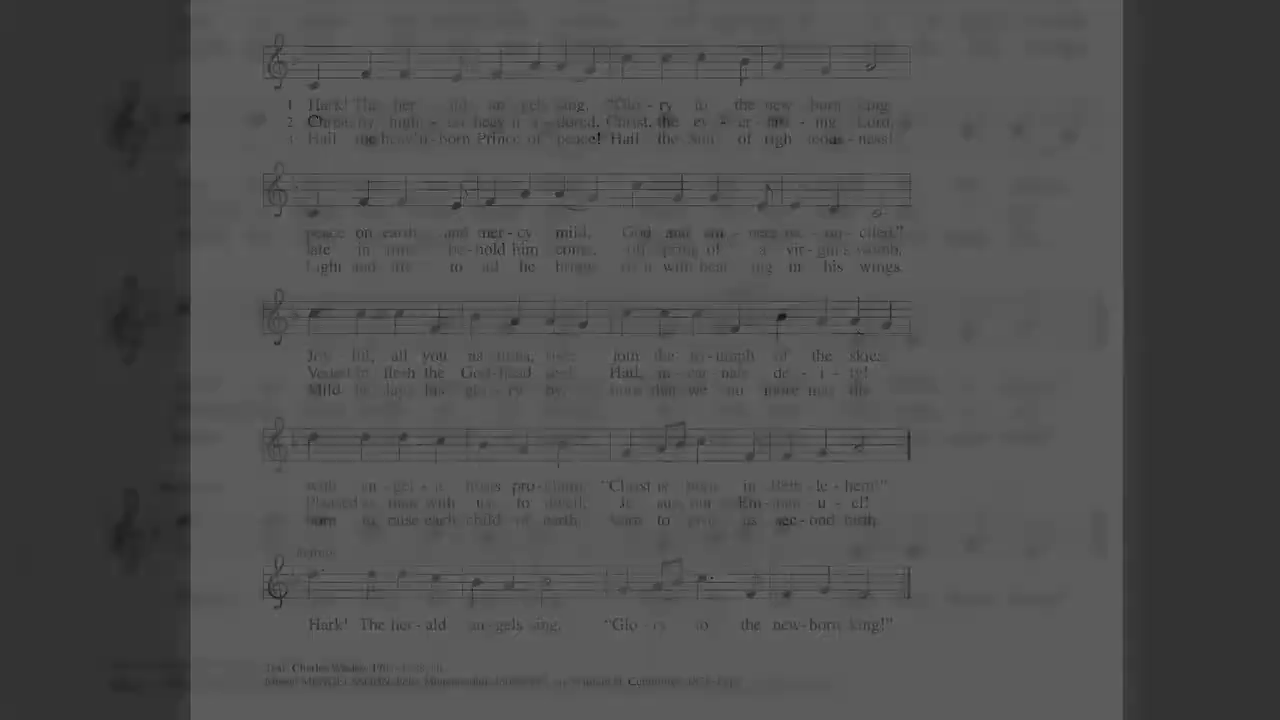 1 Hark! The her - ald an - gels sing, "Glo - ry to the new - born king;
2 Christ, by high - est heav'n a - dored, Christ, the ev - er - last - ing Lord,
3 Hail the heav'n - born Prince of peace! Hail the Sun of righ - teous - ness!
peace on earth, and mer - cy mild, God and sin - ners rec - on - ciled."
late in time be - hold him come, off - spring of a vir - gin's womb.
Light and life to all he brings, ris'n with heal - ing in his wings.
Joy - ful, all you na - tions, rise; join the tri - umph of the skies;
Veiled in flesh the God - head see! Hail, in - car - nate de - i - ty!
Mild he lays his glo - ry by, born that we no more may die,
with an - gel - ic hosts pro - claim, "Christ is born in Beth - le - hem!"
Pleased as man with us to dwell, Je - sus, our Em - man - u - el!
born to raise each child of earth, born to give us sec - ond birth.
Refrain
Hark! The her - ald an - gels sing, "Glo - ry to the new - born king!"
Text: Charles Wesley,
Music: MENDELSSOHN, Felix Mendelssohn, William H. Cummings,